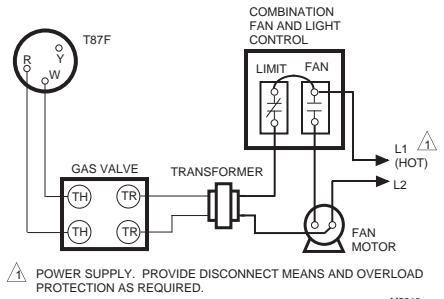 COMBINATION
FAN AND LIGHT
CONTROL
T87F
R
Y
W
LIMIT
FAN
L1
(HOT)
1
L2
GAS VALVE
TRANSFORMER
TH
TR
TH
TR
FAN
MOTOR
1 POWER SUPPLY. PROVIDE DISCONNECT MEANS AND OVERLOAD
PROTECTION AS REQUIRED.